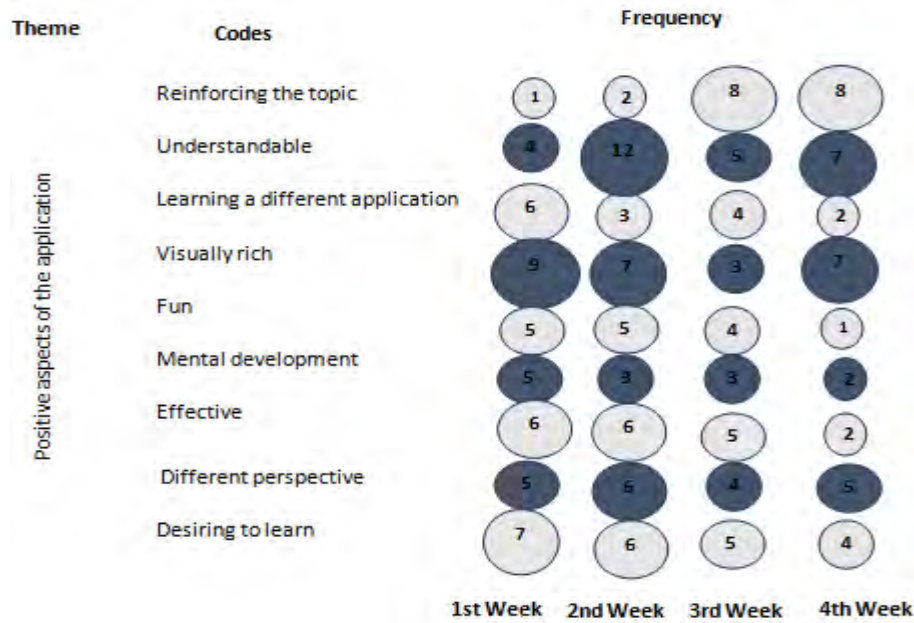 Theme Codes Frequency
Reinforcing the topic 1 2 8 8
Understandable 4 12 5 7
Learning a different application 6 3 4 2
Visually rich 9 7 3 7
Fun 5 5 4 1
Mental development 5 3 3 2
Effective 6 6 5 2
Different perspective 5 6 4 5
Desiring to learn 7 6 5 4
Positive aspects of the application
1st Week 2nd Week 3rd Week 4th Week